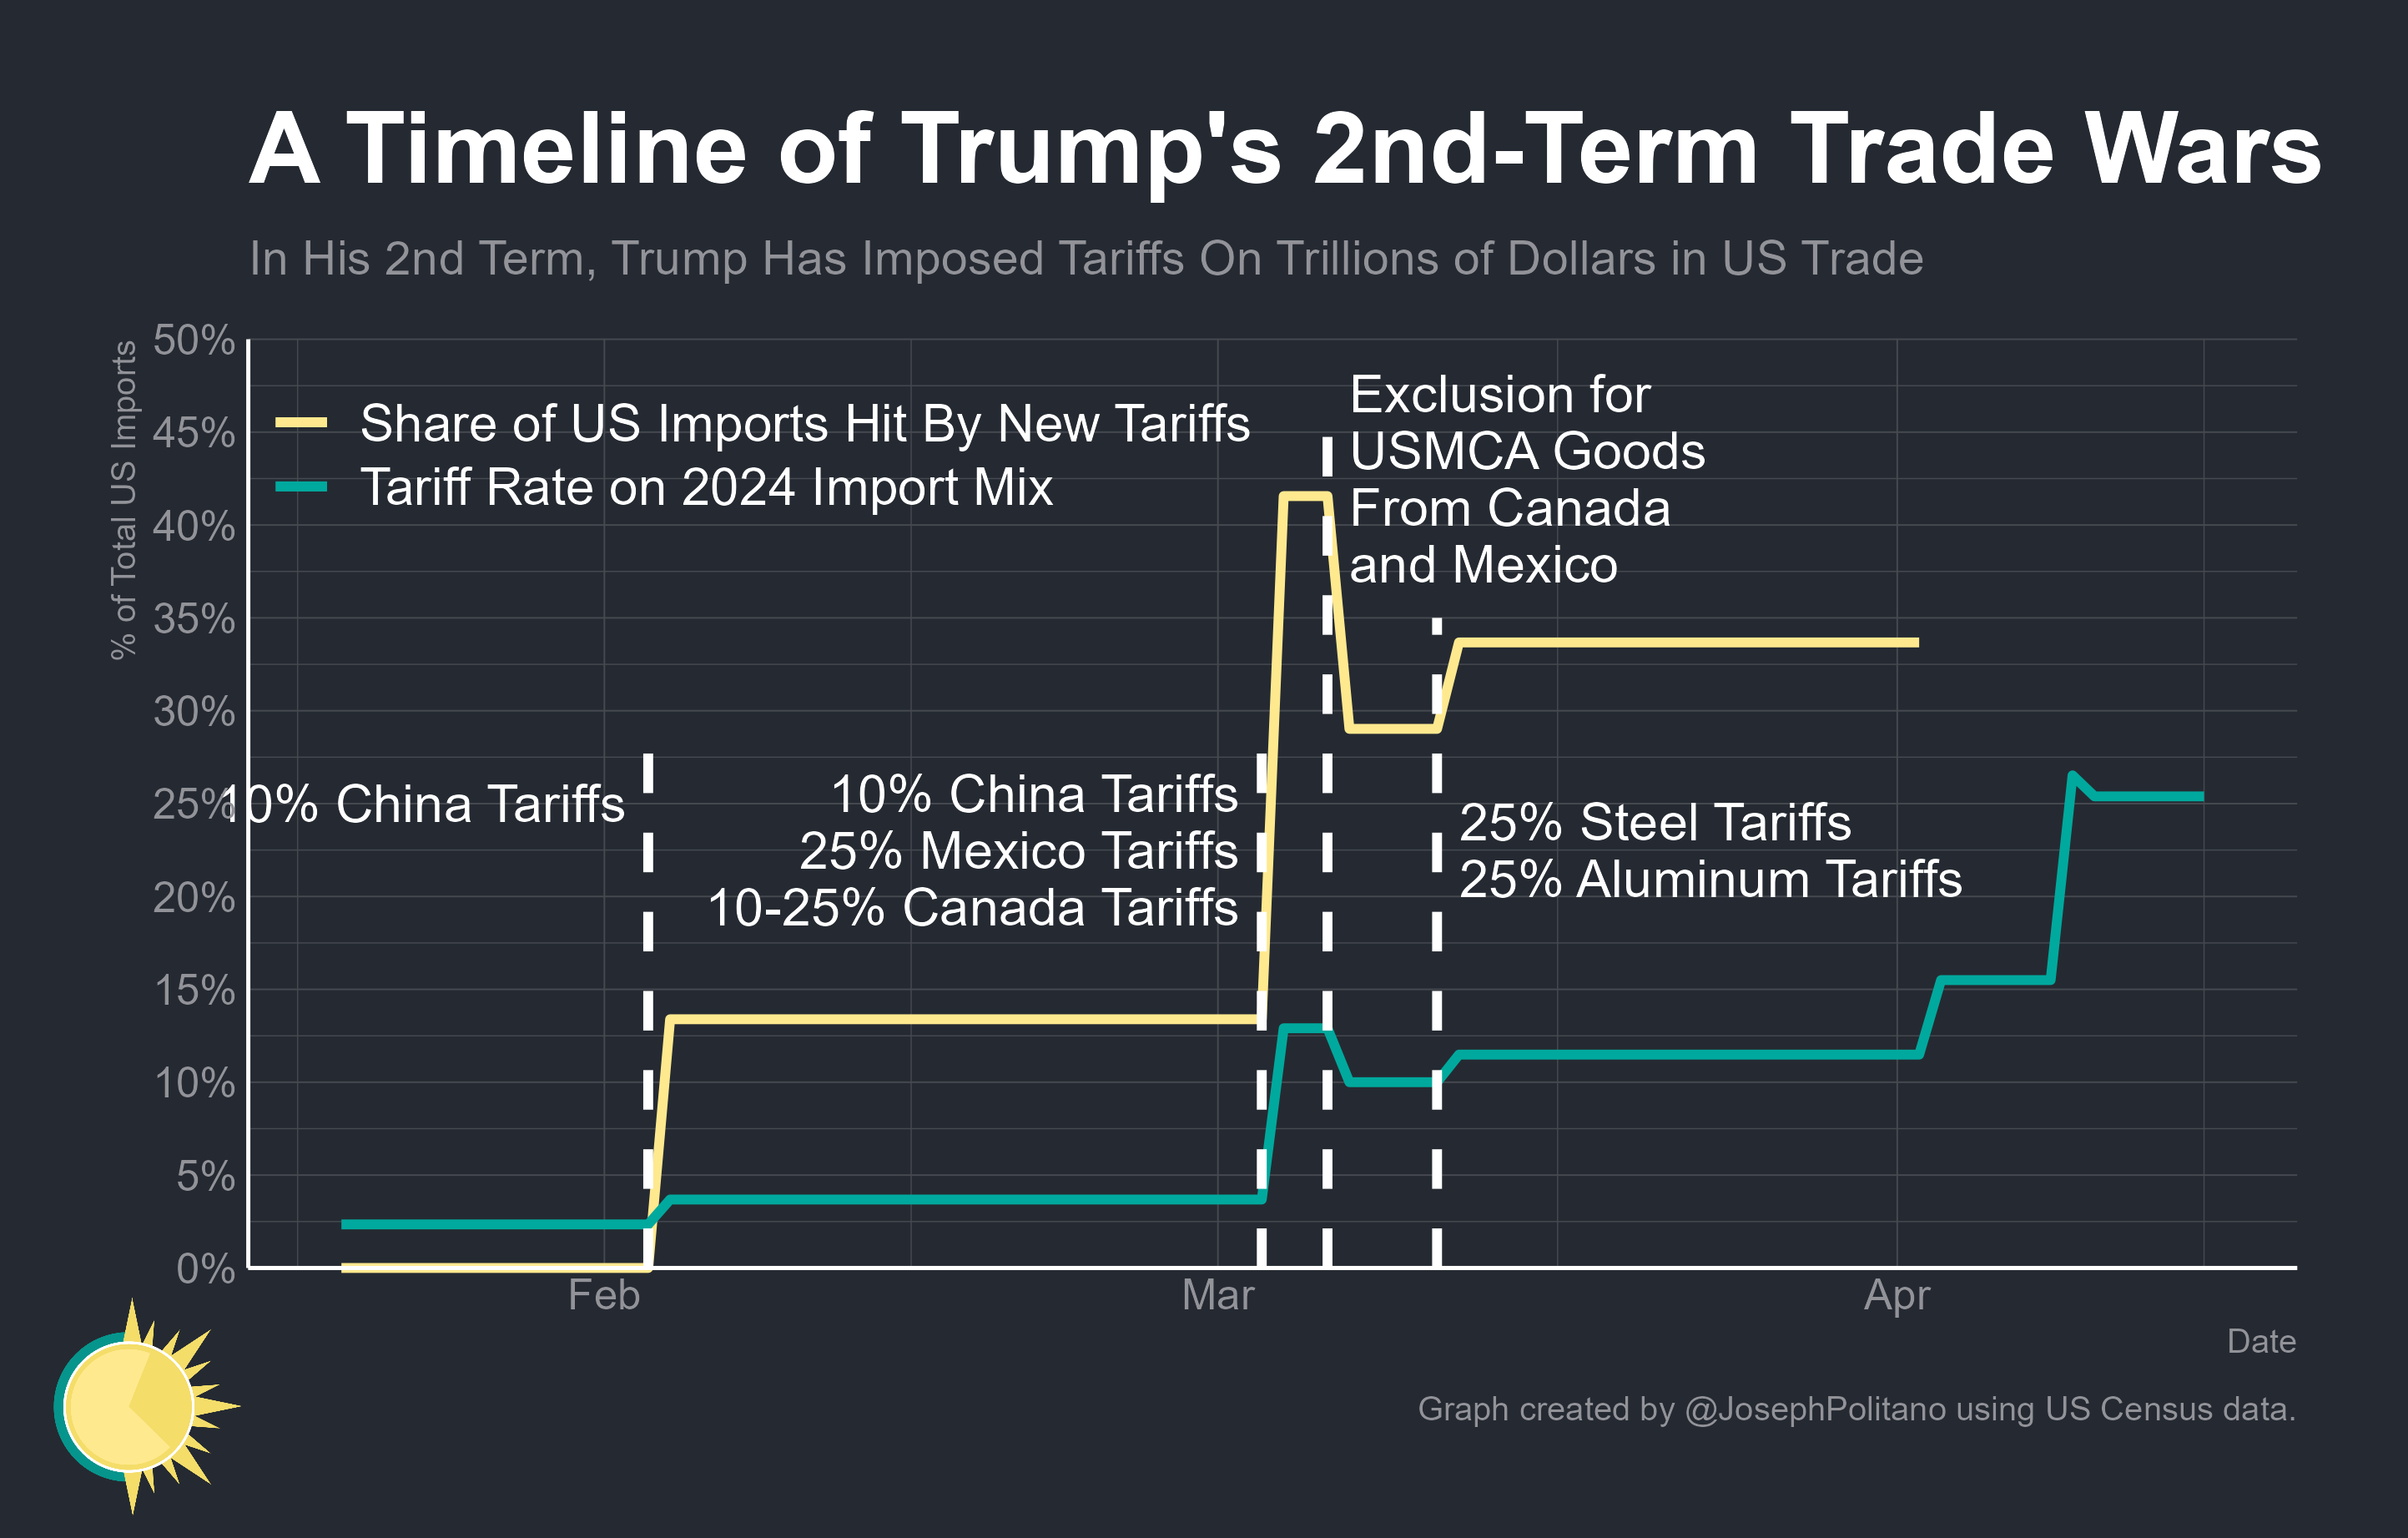 A Timeline of Trump's 2nd-Term Trade Wars
In His 2nd Term, Trump Has Imposed Tariffs On Trillions of Dollars in US Trade
% of Total US Imports
50%
45%
40%
35%
30%
25%
20%
15%
10%
5%
0%
Share of US Imports Hit By New Tariffs
Tariff Rate on 2024 Import Mix
10% China Tariffs
10% China Tariffs
25% Mexico Tariffs
10-25% Canada Tariffs
Exclusion for
USMCA Goods
From Canada
and Mexico
25% Steel Tariffs
25% Aluminum Tariffs
Feb
Mar
Apr
Date
Graph created by @JosephPolitano using US Census data.